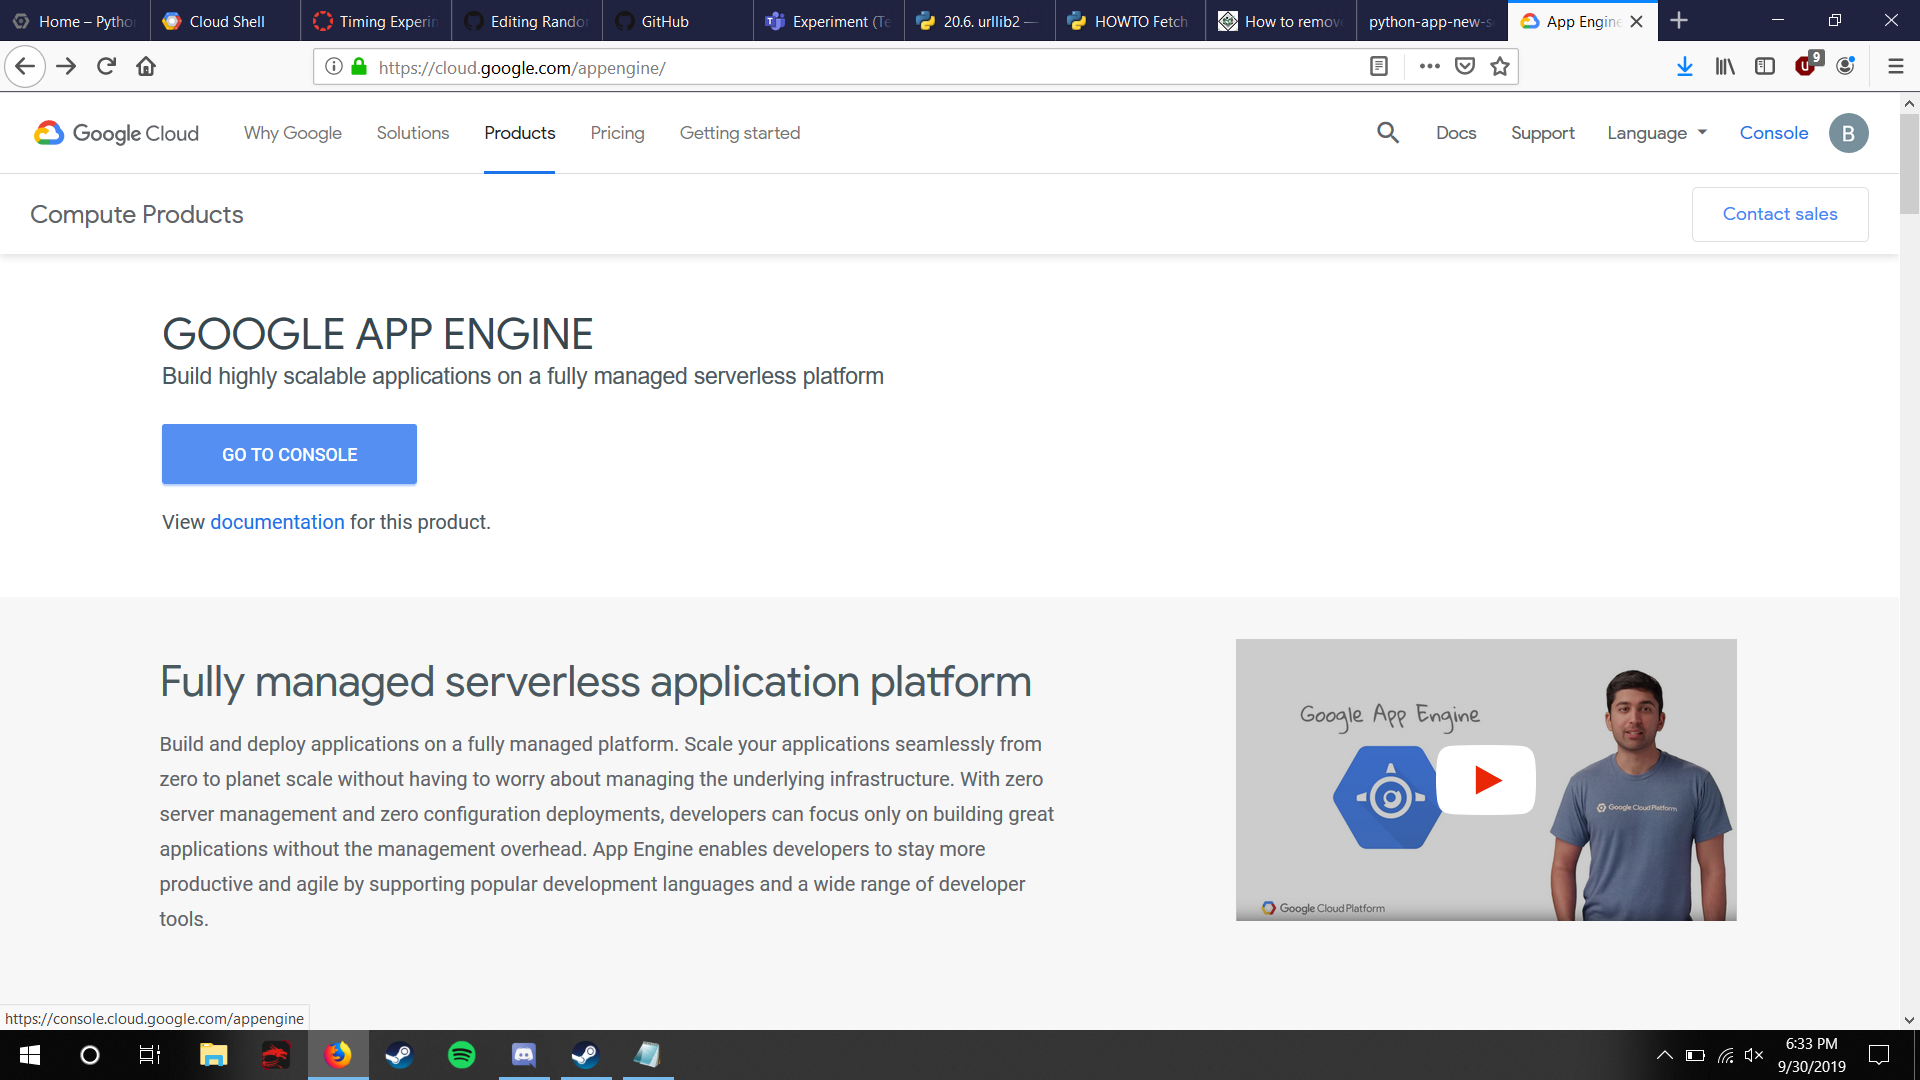 Home – Pytho
Cloud Shell
Timing Experin
Editing Rando
GitHub
Experiment (Te
20.6. urllib2 —
HOWTO Fetch
How to remov
python-app-new-s
App Engine
https://cloud.google.com/appengine/
9
Google Cloud
Why Google
Solutions
Products
Pricing
Getting started
Docs
Support
Language
Console
B
Compute Products
Contact sales
GOOGLE APP ENGINE
Build highly scalable applications on a fully managed serverless platform
GO TO CONSOLE
View documentation for this product.
Fully managed serverless application platform
Build and deploy applications on a fully managed platform. Scale your applications seamlessly from
zero to planet scale without having to worry about managing the underlying infrastructure. With zero
server management and zero configuration deployments, developers can focus only on building great
applications without the management overhead. App Engine enables developers to stay more
productive and agile by supporting popular development languages and a wide range of developer
tools.
Google App Engine
Google Cloud Platform
Google Cloud Platform
https://console.cloud.google.com/appengine
6:33 PM
9/30/2019